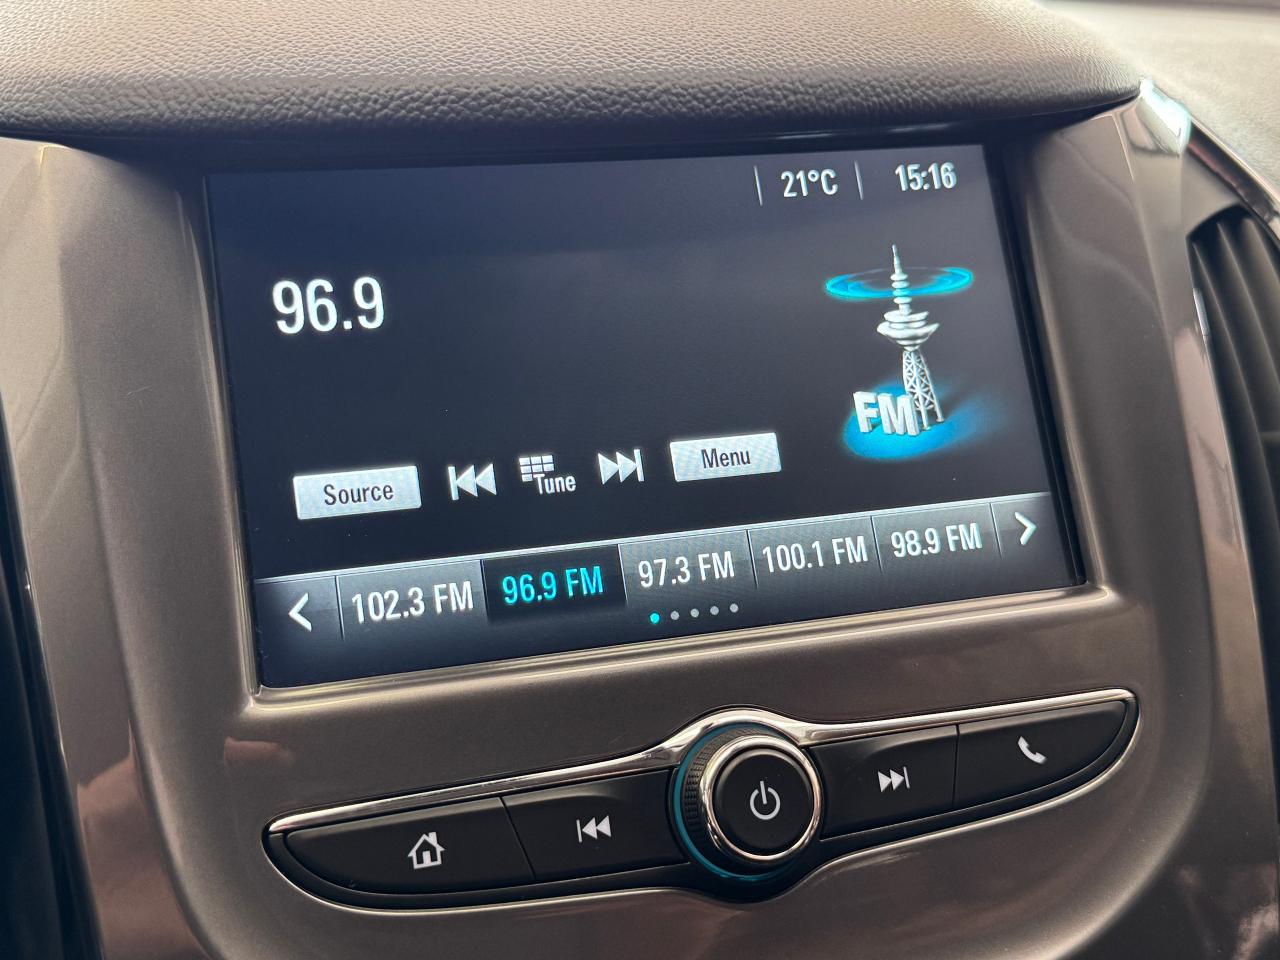 21°C 15:16
96.9
FM
Source Tune Menu
102.3 FM 96.9 FM 97.3 FM 100.1 FM 98.9 FM